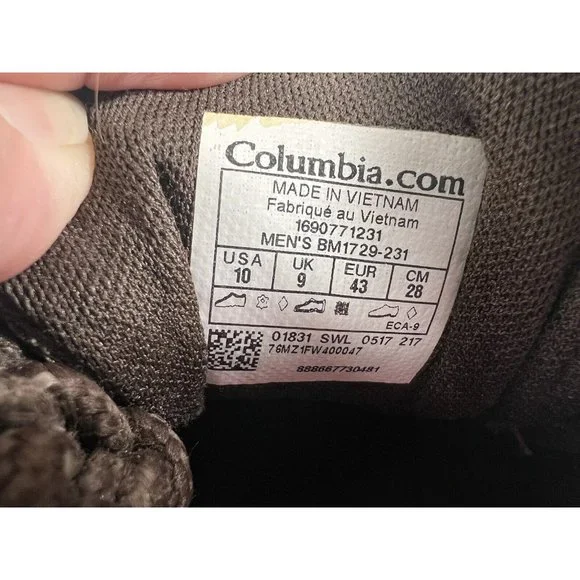 Columbia.com
MADE IN VIETNAM
Fabriqué au Vietnam
1690771231
MEN'S BM1729-231
USA UK EUR CM
10 9 43 28
ECA-9
01831 SWL 0517 217
76MZ1FW400047
888667730481